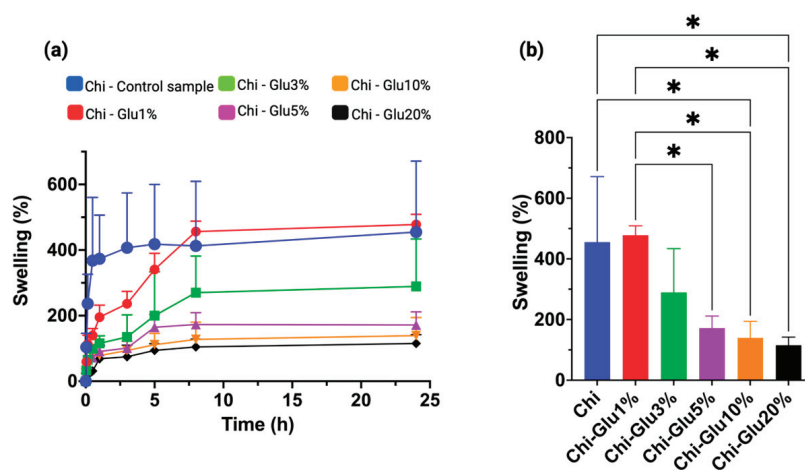 (a)
Chi - Control sample
Chi - Glu3%
Chi - Glu10%
Chi - Glu1%
Chi - Glu5%
Chi - Glu20%
Swelling (%)
600
400
200
0
0
5
10
15
20
25
Time (h)
(b)
*
*
*
*
*
Swelling (%)
800
600
400
200
0
Chi
Chi-Glu1%
Chi-Glu3%
Chi-Glu5%
Chi-Glu10%
Chi-Glu20%